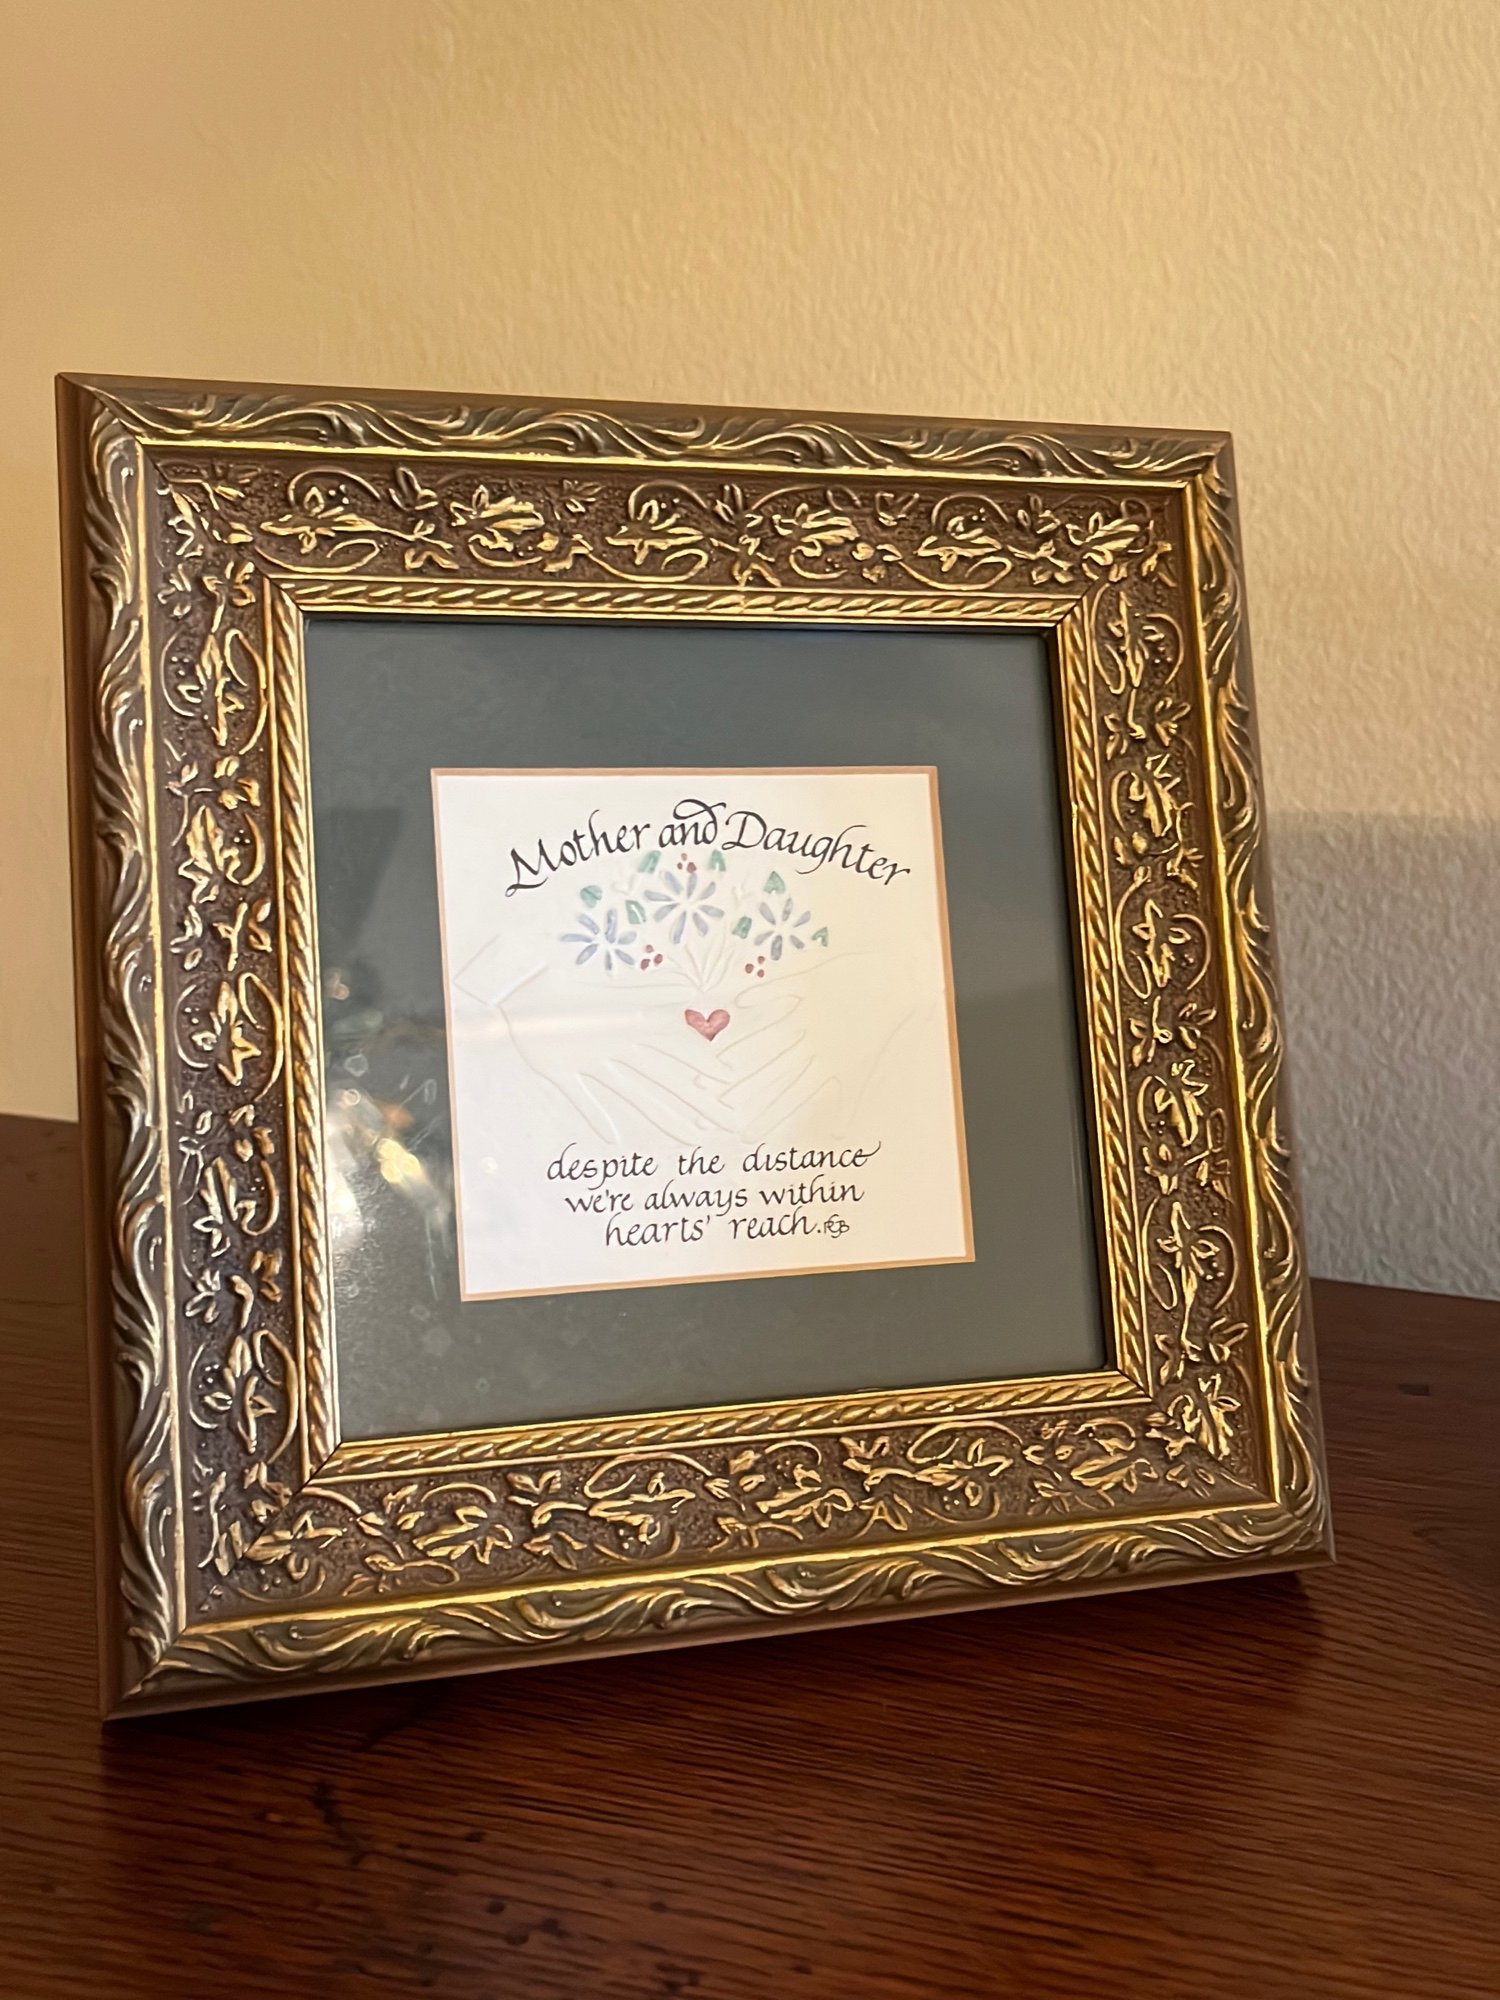 Mother and Daughter
despite the distance
we're always within
hearts' reach.